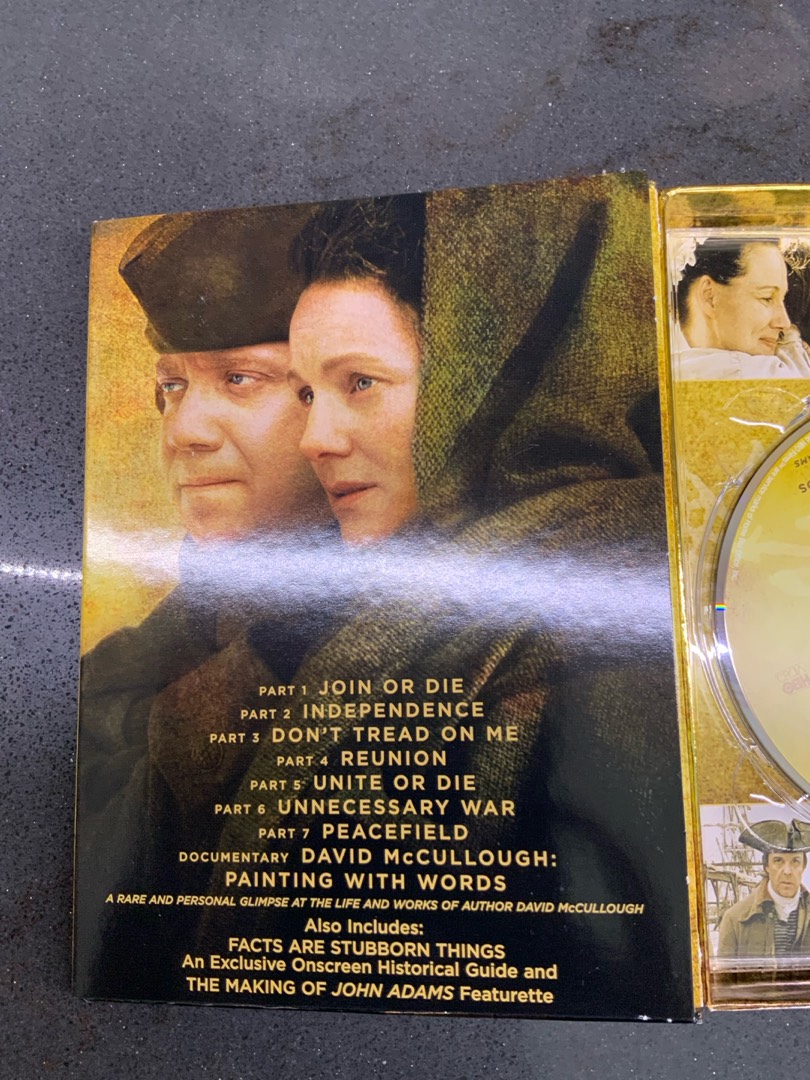 PART 1 JOIN OR DIE
PART 2 INDEPENDENCE
PART 3 DON'T TREAD ON ME
PART 4 REUNION
PART 5 UNITE OR DIE
PART 6 UNNECESSARY WAR
PART 7 PEACEFIELD
DOCUMENTARY DAVID McCULLOUGH:
PAINTING WITH WORDS
A RARE AND PERSONAL GLIMPSE AT THE LIFE AND WORKS OF AUTHOR DAVID McCULLOUGH
Also Includes:
FACTS ARE STUBBORN THINGS
An Exclusive Onscreen Historical Guide and
THE MAKING OF JOHN ADAMS Featurette